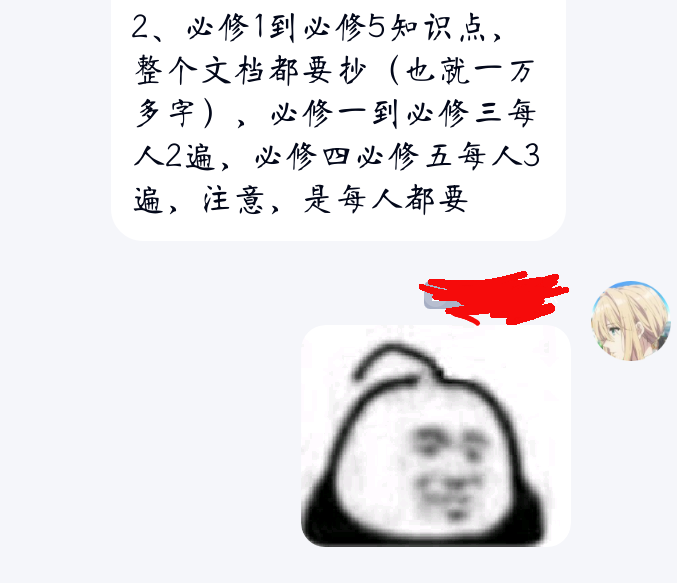 2、必修1到必修5知识点，
整个文档都要抄（也就一万
多字），必修一到必修三每
人2遍，必修四必修五每人3
遍，注意，是每人都要